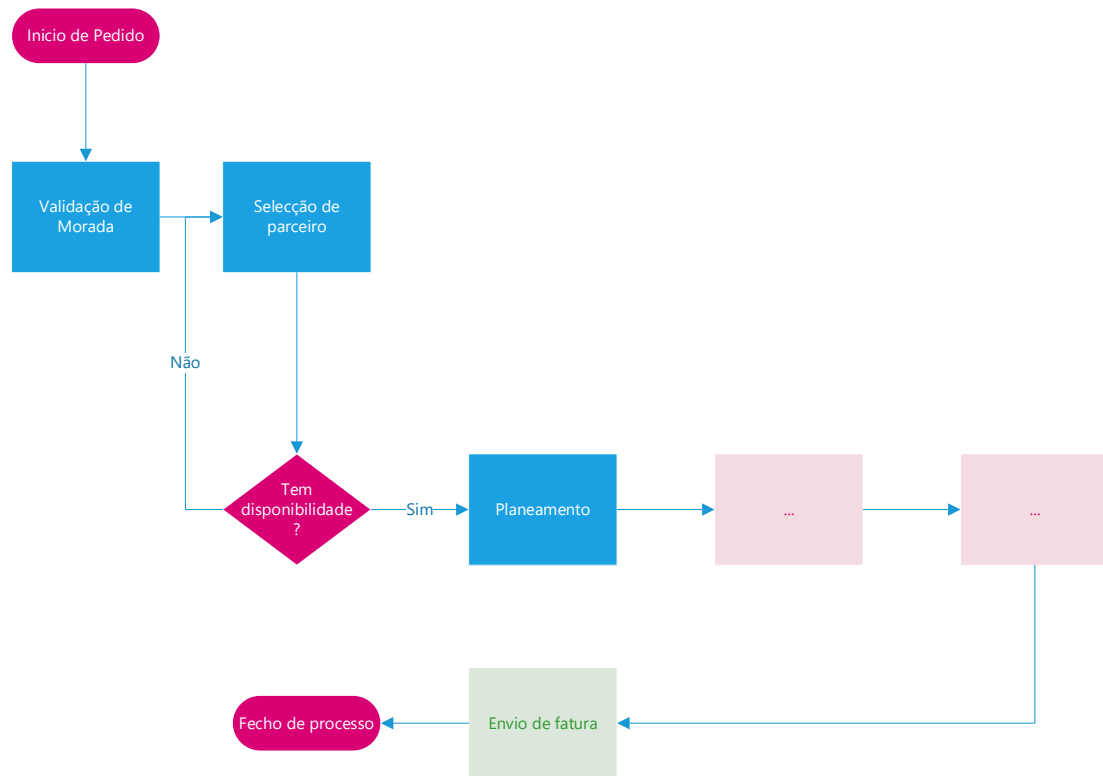 Inicio de Pedido
Validação de
Morada
Selecção de
parceiro
Não
Tem
disponibilidade
?
Sim
Planeamento
...
...
Envio de fatura
Fecho de processo